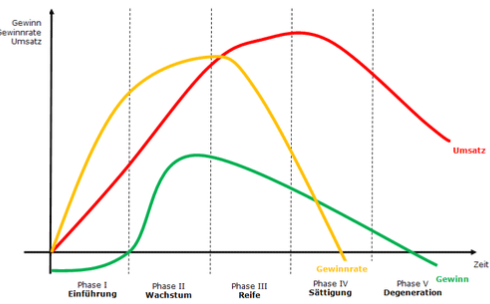 Gewinn
Gewinnrate
Umsatz
Umsatz
Zeit
Gewinnrate
Gewinn
Phase I
Einführung
Phase II
Wachstum
Phase III
Reife
Phase IV
Sättigung
Phase V
Degeneration